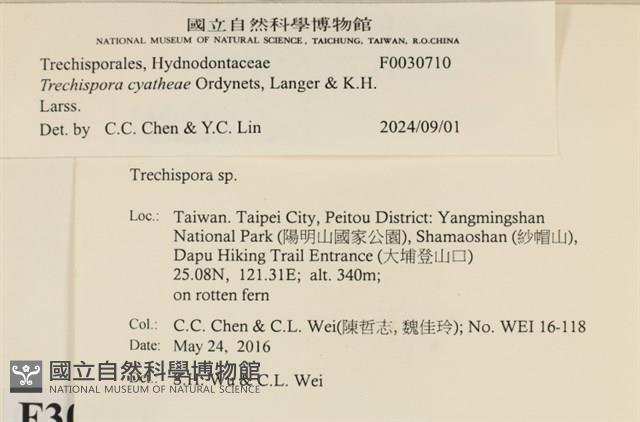 國立自然科學博物館
NATIONAL MUSEUM OF NATURAL SCIENCE, TAICHUNG, TAIWAN, R.O.CHINA
Trechisporales, Hydnodontaceae F0030710
Trechispora cyatheae Ordynets, Langer & K.H.
Larss.
Det. by C.C. Chen & Y.C. Lin 2024/09/01
Trechispora sp.
Loc.: Taiwan. Taipei City, Peitou District: Yangmingshan
National Park (陽明山國家公園), Shamaoshan (紗帽山),
Dapu Hiking Trail Entrance (大埔登山口)
25.08N, 121.31E; alt. 340m;
on rotten fern
Col.: C.C. Chen & C.L. Wei(陳哲志, 魏佳玲); No. WEI 16-118
Date: May 24, 2016
國立自然科學博物館
NATIONAL MUSEUM OF NATURAL SCIENCE
S.H. Wu & C.L. Wei